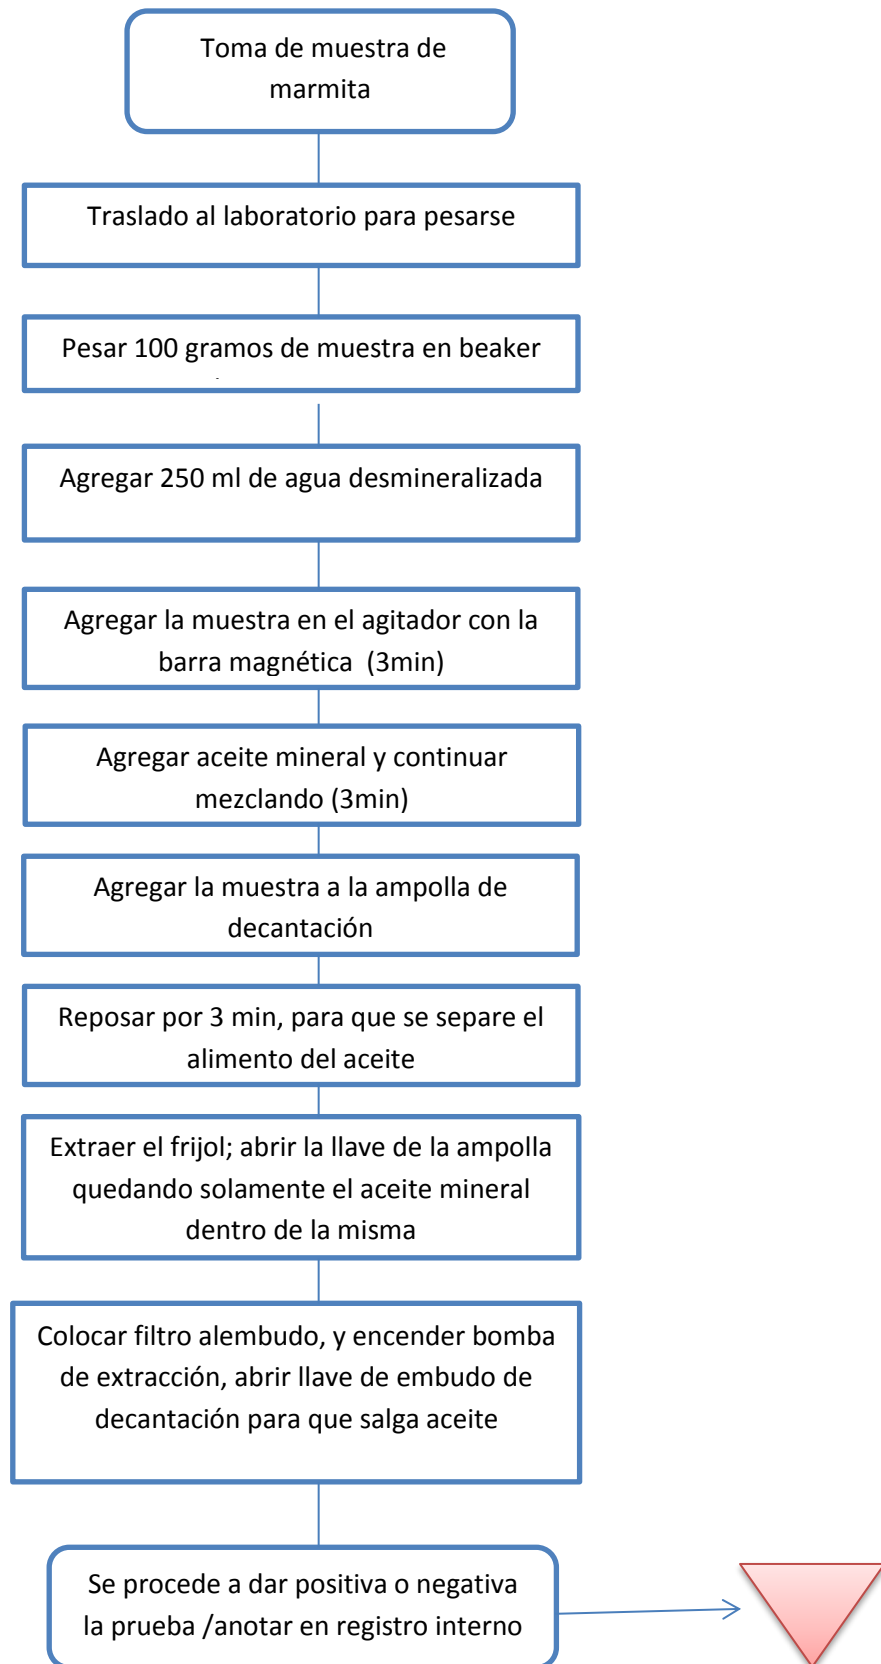 Toma de muestra de
marmita
Traslado al laboratorio para pesarse
Pesar 100 gramos de muestra en beaker
Agregar 250 ml de agua desmineralizada
Agregar la muestra en el agitador con la
barra magnética (3min)
Agregar aceite mineral y continuar
mezclando (3min)
Agregar la muestra a la ampolla de
decantación
Reposar por 3 min, para que se separe el
alimento del aceite
Extraer el frijol; abrir la llave de la ampolla
quedando solamente el aceite mineral
dentro de la misma
Colocar filtro alembudo, y encender bomba
de extracción, abrir llave de embudo de
decantación para que salga aceite
Se procede a dar positiva o negativa
la prueba /anotar en registro interno